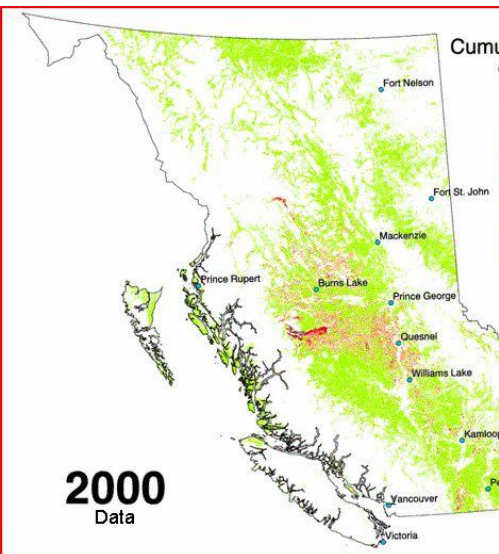 Cumu
Fort Nelson
Fort St. John
Mackenzie
Prince Rupert
Burns Lake
Prince George
Quesnel
Williams Lake
Kamloop
Pe
2000
Data
Vancouver
Victoria